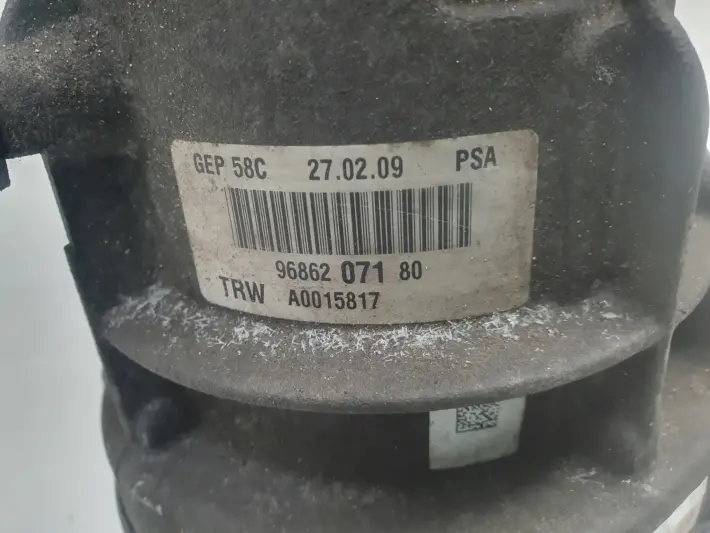 GEP 58C 27.02.09 PSA
96862 071 80
TRW A0015817